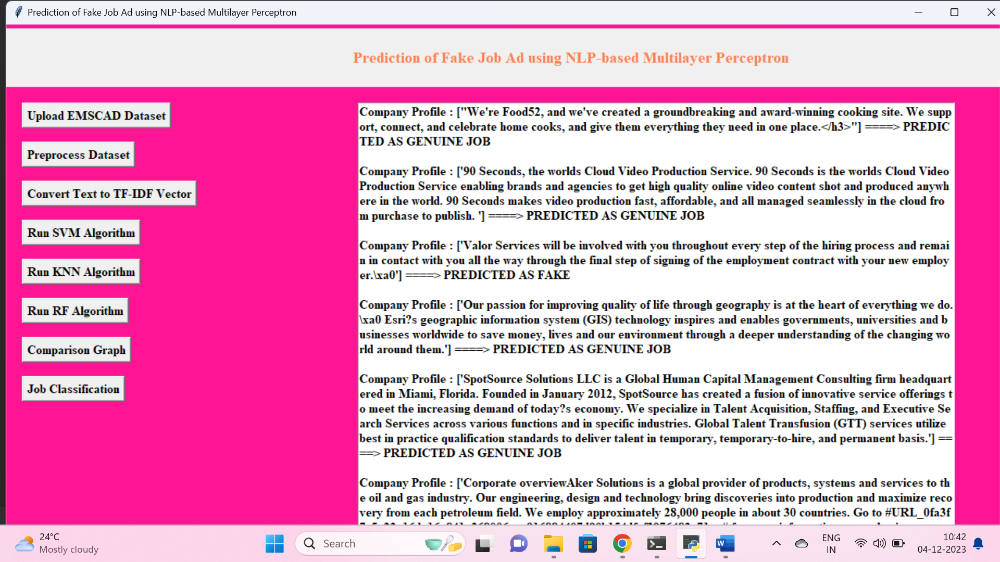 Prediction of Fake Job Ad using NLP-based Multilayer Perceptron
Prediction of Fake Job Ad using NLP-based Multilayer Perceptron
Upload EMSCAD Dataset
Preprocess Dataset
Convert Text to TF-IDF Vector
Run SVM Algorithm
Run KNN Algorithm
Run RF Algorithm
Comparison Graph
Job Classification
Company Profile : ["We're Food52, and we've created a groundbreaking and award-winning cooking site. We supp
ort, connect, and celebrate home cooks, and give them everything they need in one place.</h3>"] ====> PREDIC
TED AS GENUINE JOB
Company Profile : ['90 Seconds, the worlds Cloud Video Production Service. 90 Seconds is the worlds Cloud Video
Production Service enabling brands and agencies to get high quality online video content shot and produced anywh
ere in the world. 90 Seconds makes video production fast, affordable, and all managed seamlessly in the cloud fro
m purchase to publish. '] ====> PREDICTED AS GENUINE JOB
Company Profile : ['Valor Services will be involved with you throughout every step of the hiring process and remai
n in contact with you all the way through the final step of signing of the employment contract with your new employ
er.\xa0'] ====> PREDICTED AS FAKE
Company Profile : ['Our passion for improving quality of life through geography is at the heart of everything we do.
\xa0 Esri?s geographic information system (GIS) technology inspires and enables governments, universities and b
usinesses worldwide to save money, lives and our environment through a deeper understanding of the changing wo
rld around them.'] ====> PREDICTED AS GENUINE JOB
Company Profile : ['SpotSource Solutions LLC is a Global Human Capital Management Consulting firm headquart
ered in Miami, Florida. Founded in January 2012, SpotSource has created a fusion of innovative service offerings t
o meet the increasing demand of today?s economy. We specialize in Talent Acquisition, Staffing, and Executive Se
arch Services across various functions and in specific industries. Global Talent Transfusion (GTT) services utilize
best in practice qualification standards to deliver talent in temporary, temporary-to-hire, and permanent basis.'] ==
==> PREDICTED AS GENUINE JOB
Company Profile : ['Corporate overviewAker Solutions is a global provider of products, systems and services to th
e oil and gas industry. Our engineering, design and technology bring discoveries into production and maximize reco
very from each petroleum field. We employ approximately 28,000 people in about 30 countries. Go to #URL_0fa3f
24°C
Mostly cloudy
Search
ENG
IN
10:42
04-12-2023